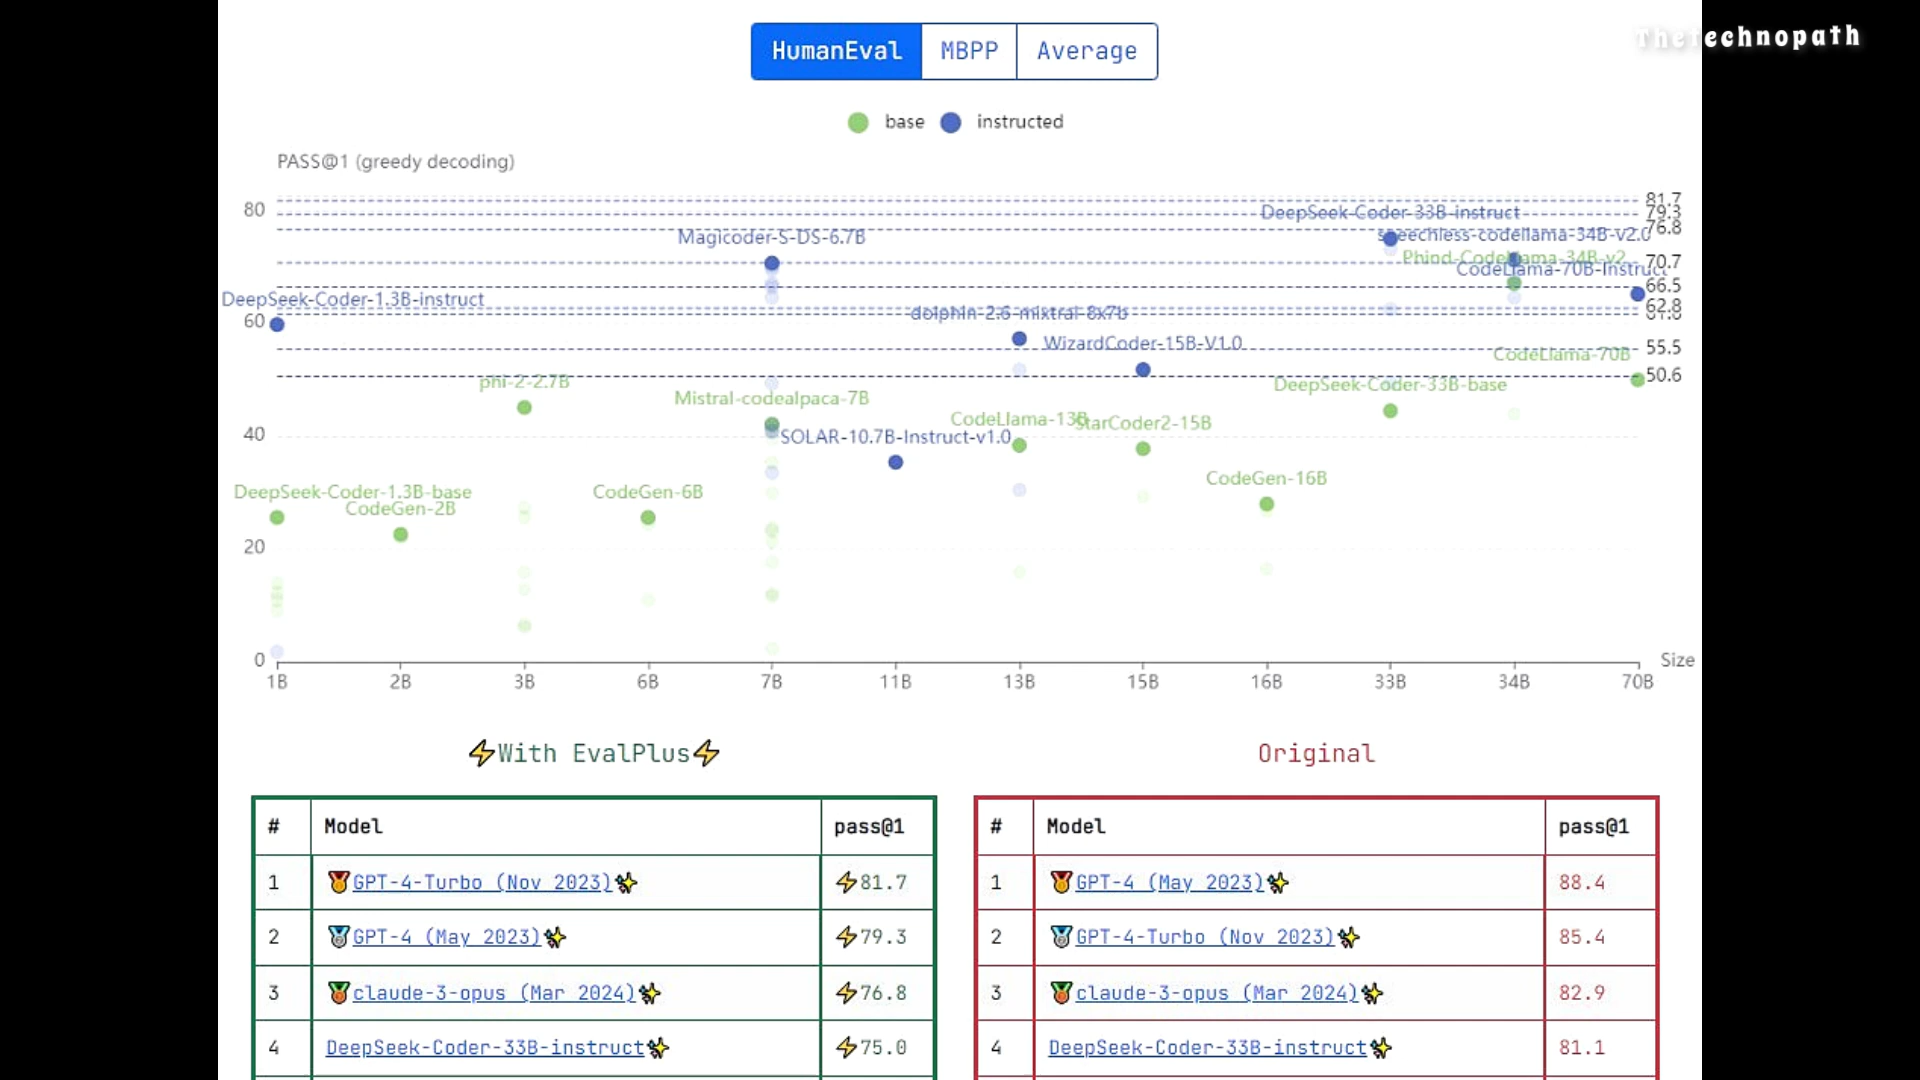 TheTechnopath
HumanEval MBPP Average
base instructed
PASS@1 (greedy decoding)
80
60
40
20
0
81.7
79.3
76.8
70.7
66.5
62.8
61.6
55.5
50.6
DeepSeek-Coder-33B-instruct
speechless-codellama-34B-v2.0
Magicoder-S-DS-6.7B
Phind-CodeLlama-34B-v2
CodeLlama-70B-Instruct
DeepSeek-Coder-1.3B-instruct
dolphin-2.6-mixtral-8x7b
WizardCoder-15B-V1.0
CodeLlama-70B
phi-2-2.7B
DeepSeek-Coder-33B-base
Mistral-codealpaca-7B
CodeLlama-13B
StarCoder2-15B
SOLAR-10.7B-Instruct-v1.0
CodeGen-16B
DeepSeek-Coder-1.3B-base
CodeGen-6B
CodeGen-2B
Size
1B 2B 3B 6B 7B 11B 13B 15B 16B 33B 34B 70B
⚡With EvalPlus⚡
# Model pass@1
1 🥇GPT-4-Turbo (Nov 2023)✨ ⚡81.7
2 🥈GPT-4 (May 2023)✨ ⚡79.3
3 🥉claude-3-opus (Mar 2024)✨ ⚡76.8
4 DeepSeek-Coder-33B-instruct✨ ⚡75.0
Original
# Model pass@1
1 🥇GPT-4 (May 2023)✨ 88.4
2 🥈GPT-4-Turbo (Nov 2023)✨ 85.4
3 🥉claude-3-opus (Mar 2024)✨ 82.9
4 DeepSeek-Coder-33B-instruct✨ 81.1